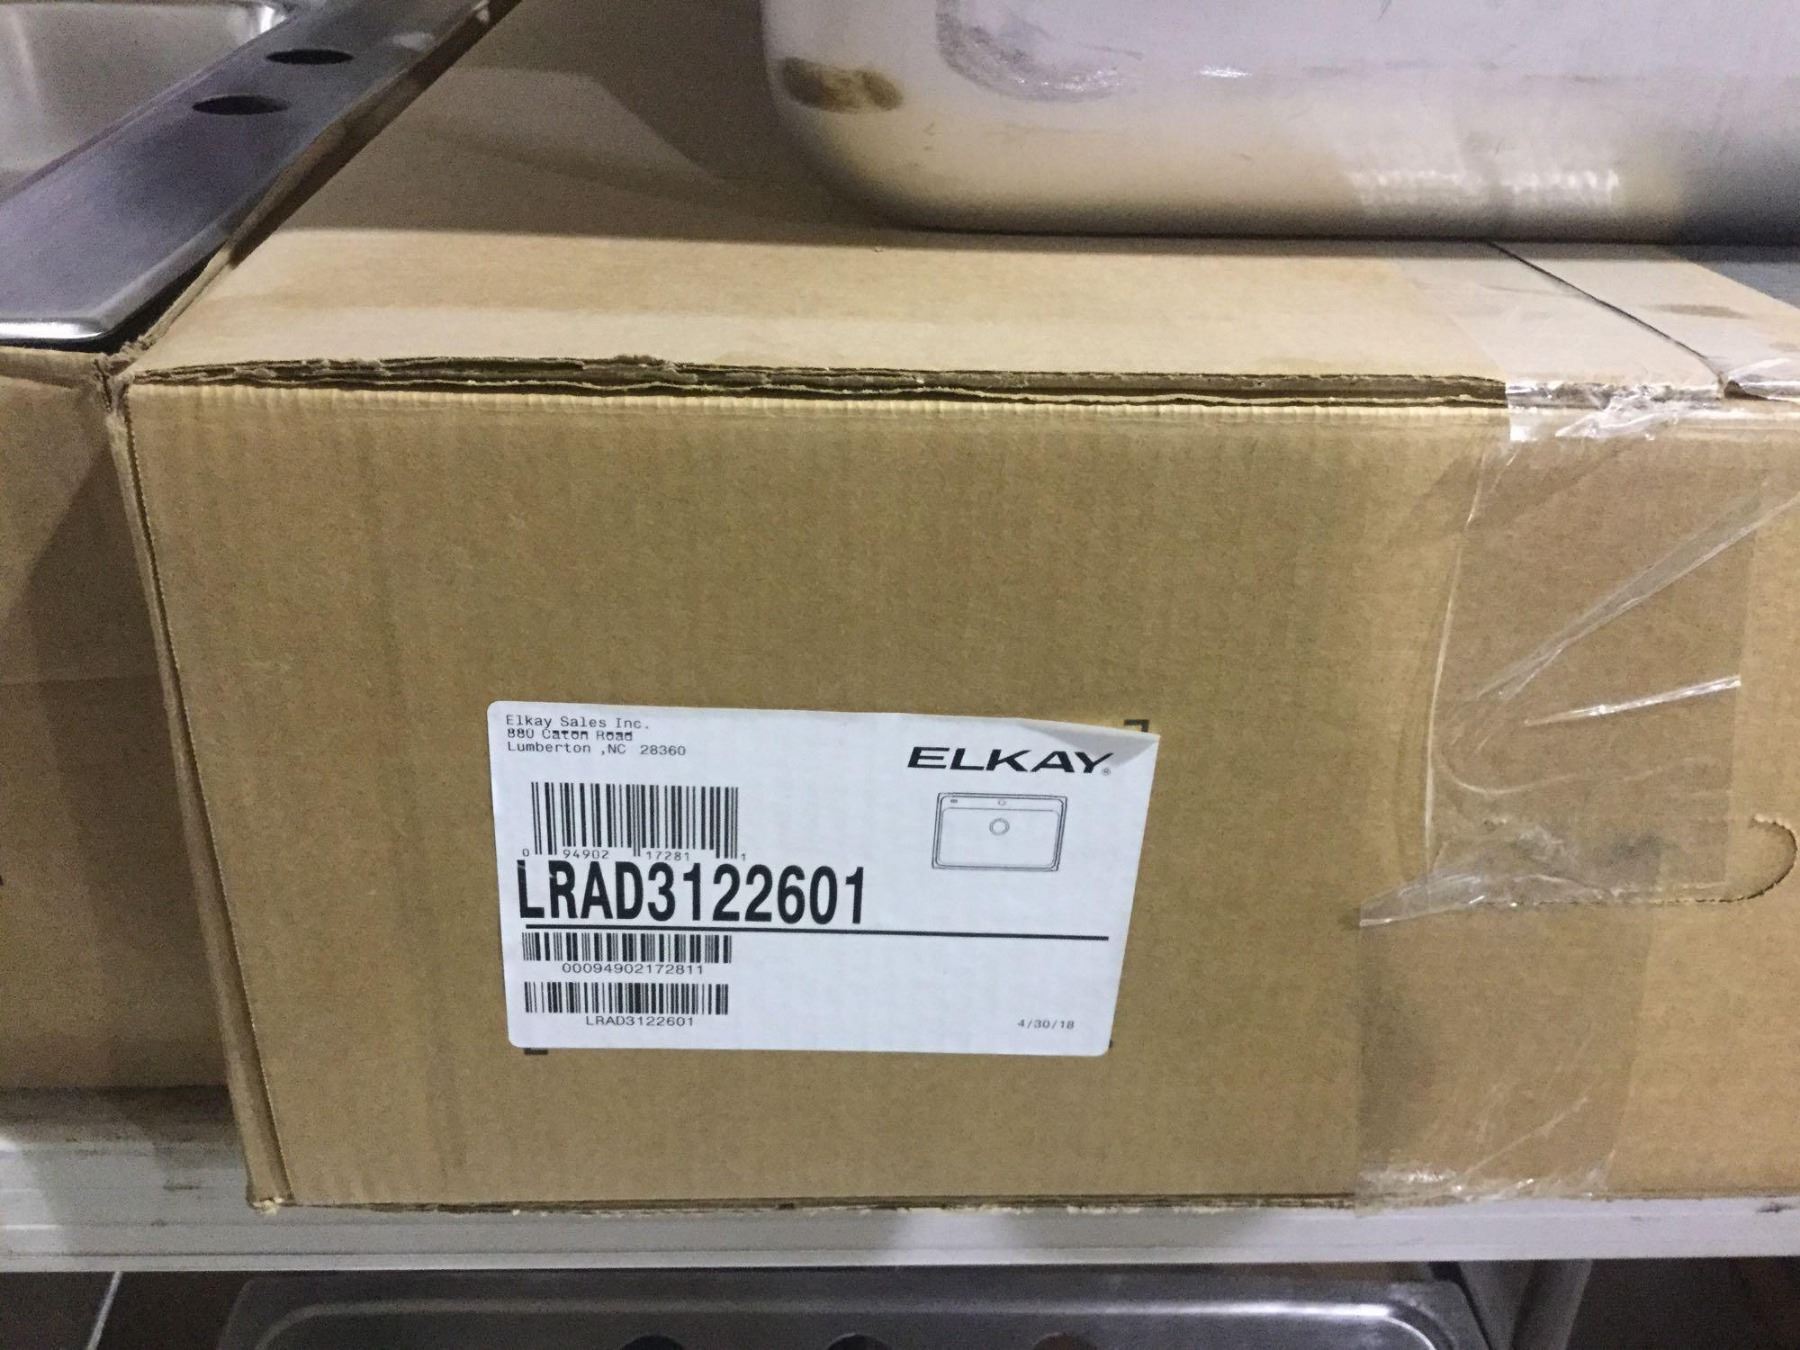 Elkay Sales Inc.
880 Caton Road
Lumberton ,NC 28360
ELKAY®
0 94902 17281 1
LRAD3122601
00094902172811
LRAD3122601
4/30/18